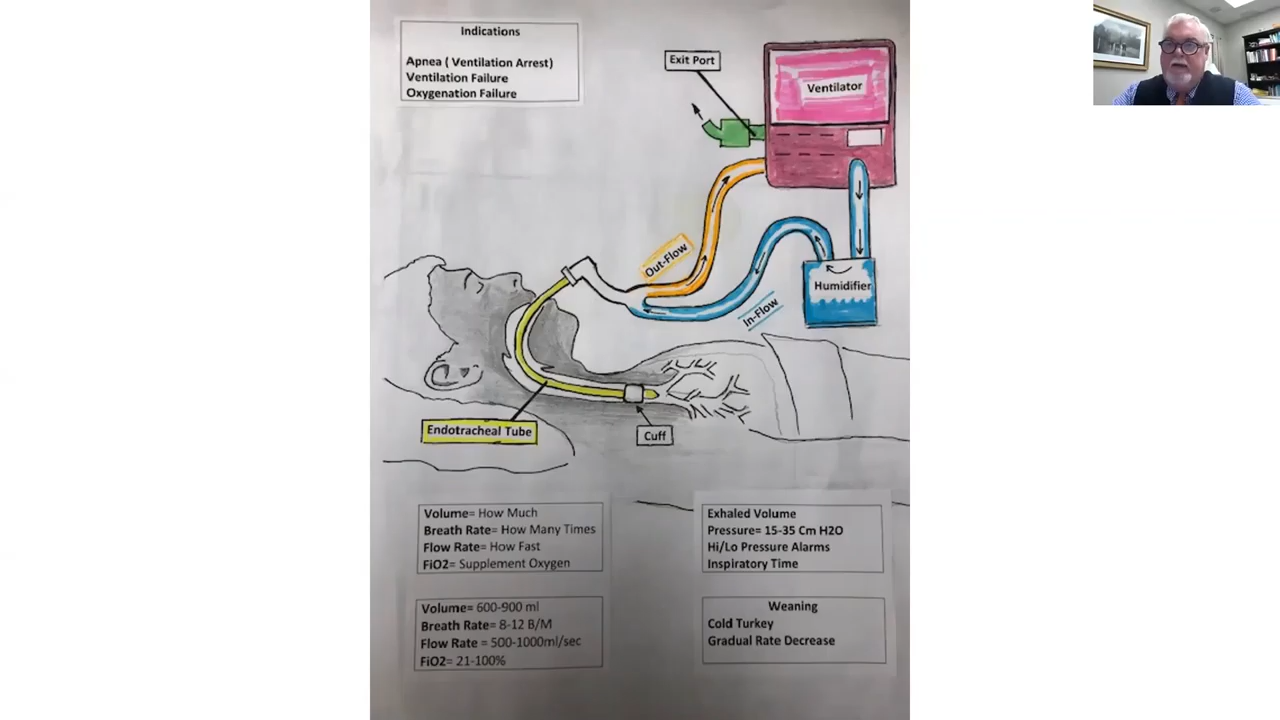 Indications
Apnea ( Ventilation Arrest)
Ventilation Failure
Oxygenation Failure
Exit Port
Ventilator
Out-Flow
In-Flow
Humidifier
Endotracheal Tube
Cuff
Volume= How Much
Breath Rate= How Many Times
Flow Rate= How Fast
FiO2= Supplement Oxygen
Exhaled Volume
Pressure= 15-35 Cm H2O
Hi/Lo Pressure Alarms
Inspiratory Time
Volume= 600-900 ml
Breath Rate= 8-12 B/M
Flow Rate = 500-1000ml/sec
FiO2= 21-100%
Weaning
Cold Turkey
Gradual Rate Decrease